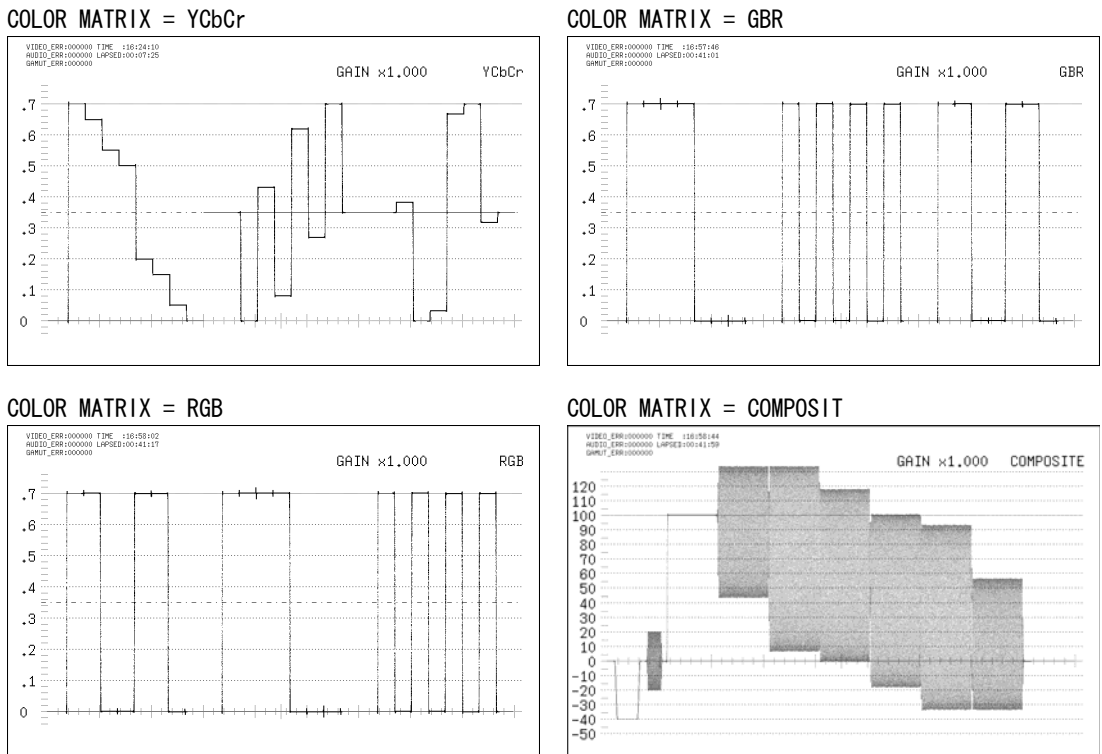 COLOR MATRIX = YCbCr
VIDEO_ERR:000000 TIME :16:24:10
AUDIO_ERR:000000 LAPSED:00:07:25
GAMUT_ERR:000000
GAIN x1.000 YCbCr
.7
.6
.5
.4
.3
.2
.1
0
COLOR MATRIX = GBR
VIDEO_ERR:000000 TIME :16:57:46
AUDIO_ERR:000000 LAPSED:00:41:01
GAMUT_ERR:000000
GAIN x1.000 GBR
.7
.6
.5
.4
.3
.2
.1
0
COLOR MATRIX = RGB
VIDEO_ERR:000000 TIME :16:58:02
AUDIO_ERR:000000 LAPSED:00:41:17
GAMUT_ERR:000000
GAIN x1.000 RGB
.7
.6
.5
.4
.3
.2
.1
0
COLOR MATRIX = COMPOSIT
VIDEO_ERR:000000 TIME :16:58:44
AUDIO_ERR:000000 LAPSED:00:41:59
GAMUT_ERR:000000
GAIN x1.000 COMPOSITE
120
110
100
90
80
70
60
50
40
30
20
10
0
-10
-20
-30
-40
-50